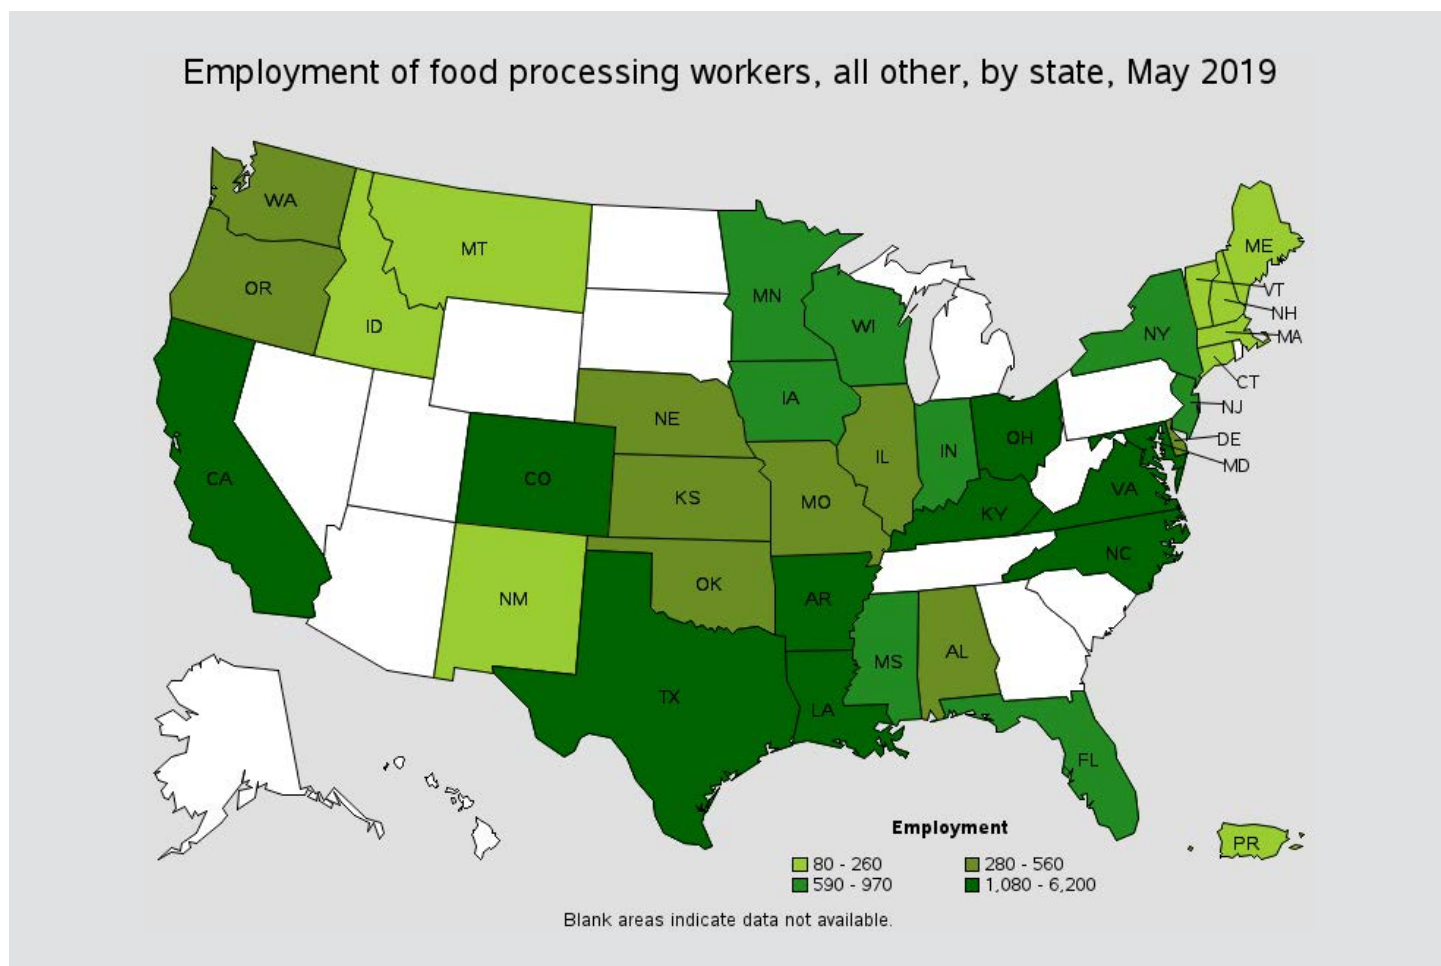 Employment of food processing workers, all other, by state, May 2019
WA
MT
ME
OR
ID
MN
WI
VT
NH
NY
MA
CT
IA
NJ
NE
OH
DE
IL
IN
MD
CA
CO
KS
MO
VA
KY
NC
OK
AR
NM
MS
AL
TX
LA
FL
PR
Employment
80 - 260
280 - 560
590 - 970
1,080 - 6,200
Blank areas indicate data not available.